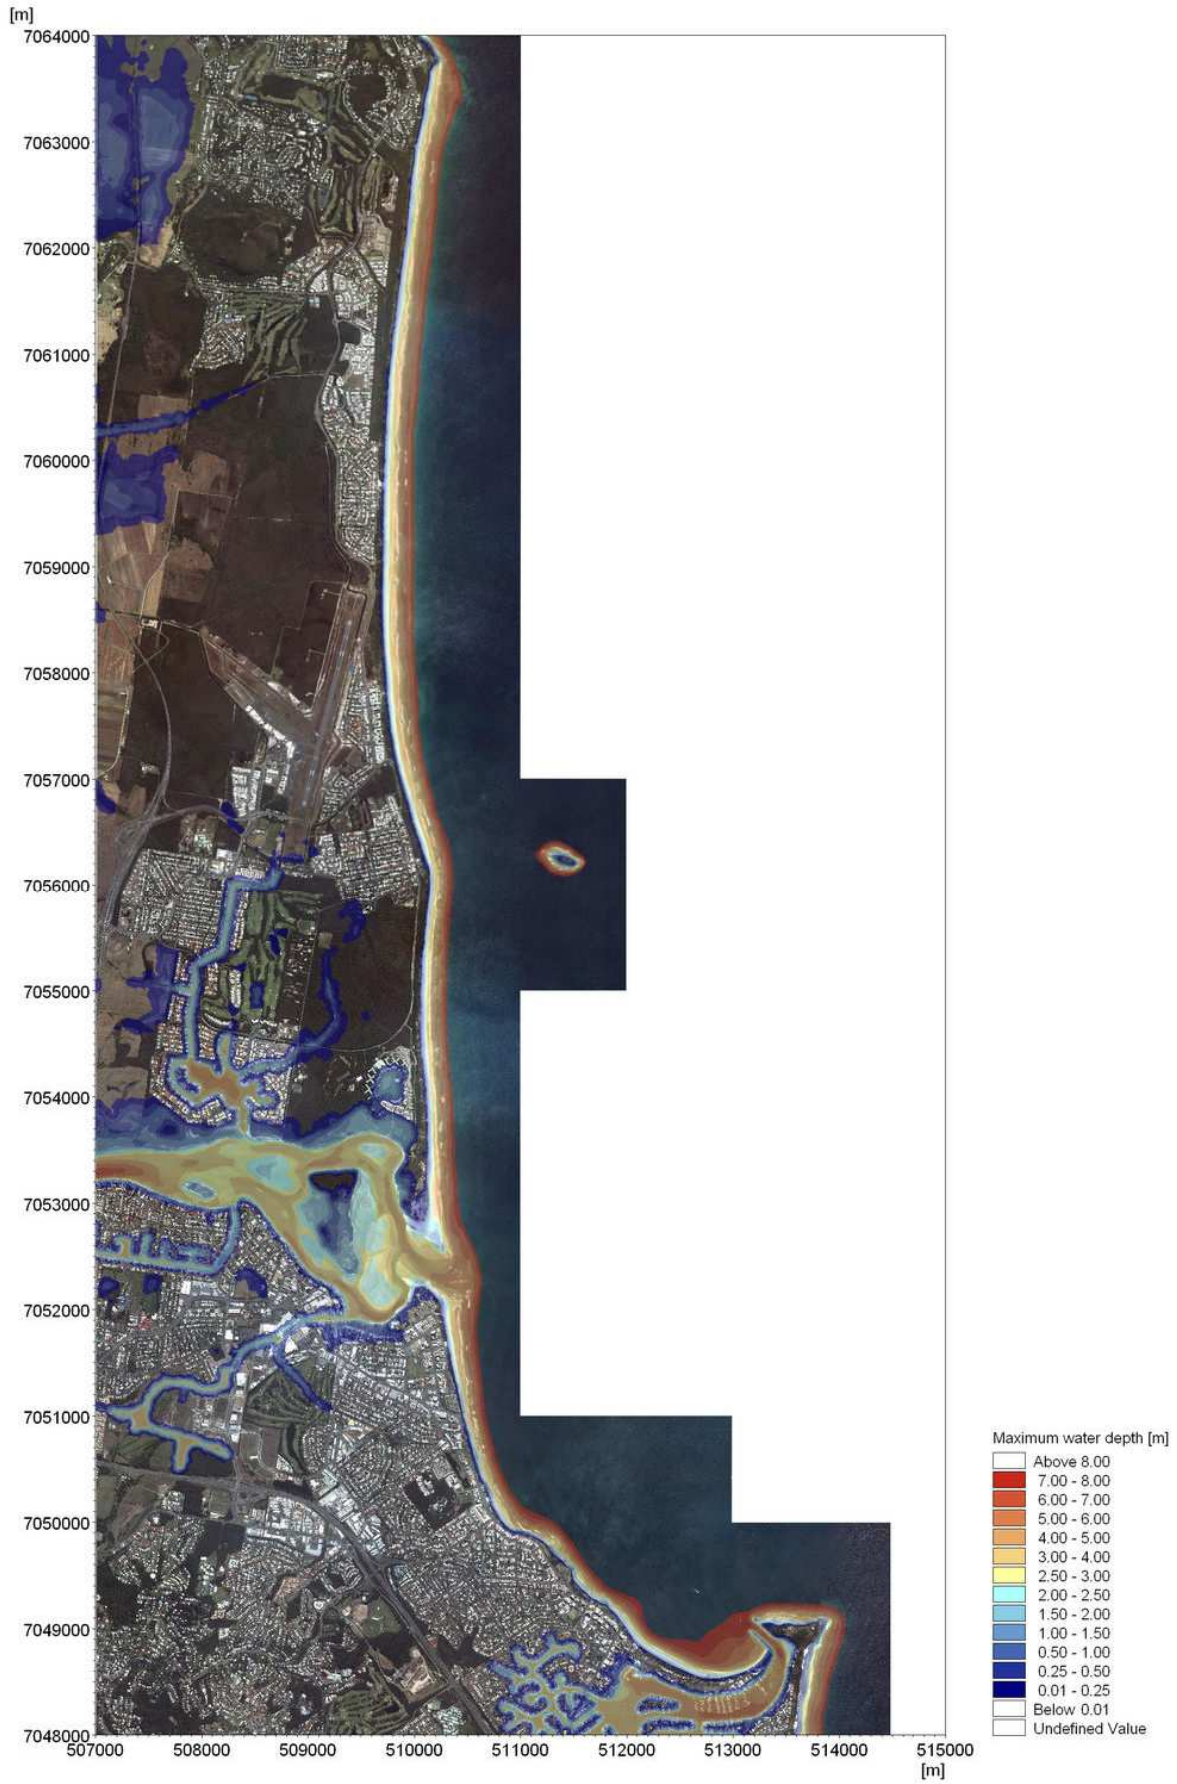 [m]
7064000
7063000
7062000
7061000
7060000
7059000
7058000
7057000
7056000
7055000
7054000
7053000
7052000
7051000
7050000
7049000
7048000
507000 508000 509000 510000 511000 512000 513000 514000 515000
[m]
Maximum water depth [m]
Above 8.00
7.00 - 8.00
6.00 - 7.00
5.00 - 6.00
4.00 - 5.00
3.00 - 4.00
2.50 - 3.00
2.00 - 2.50
1.50 - 2.00
1.00 - 1.50
0.50 - 1.00
0.25 - 0.50
0.01 - 0.25
Below 0.01
Undefined Value